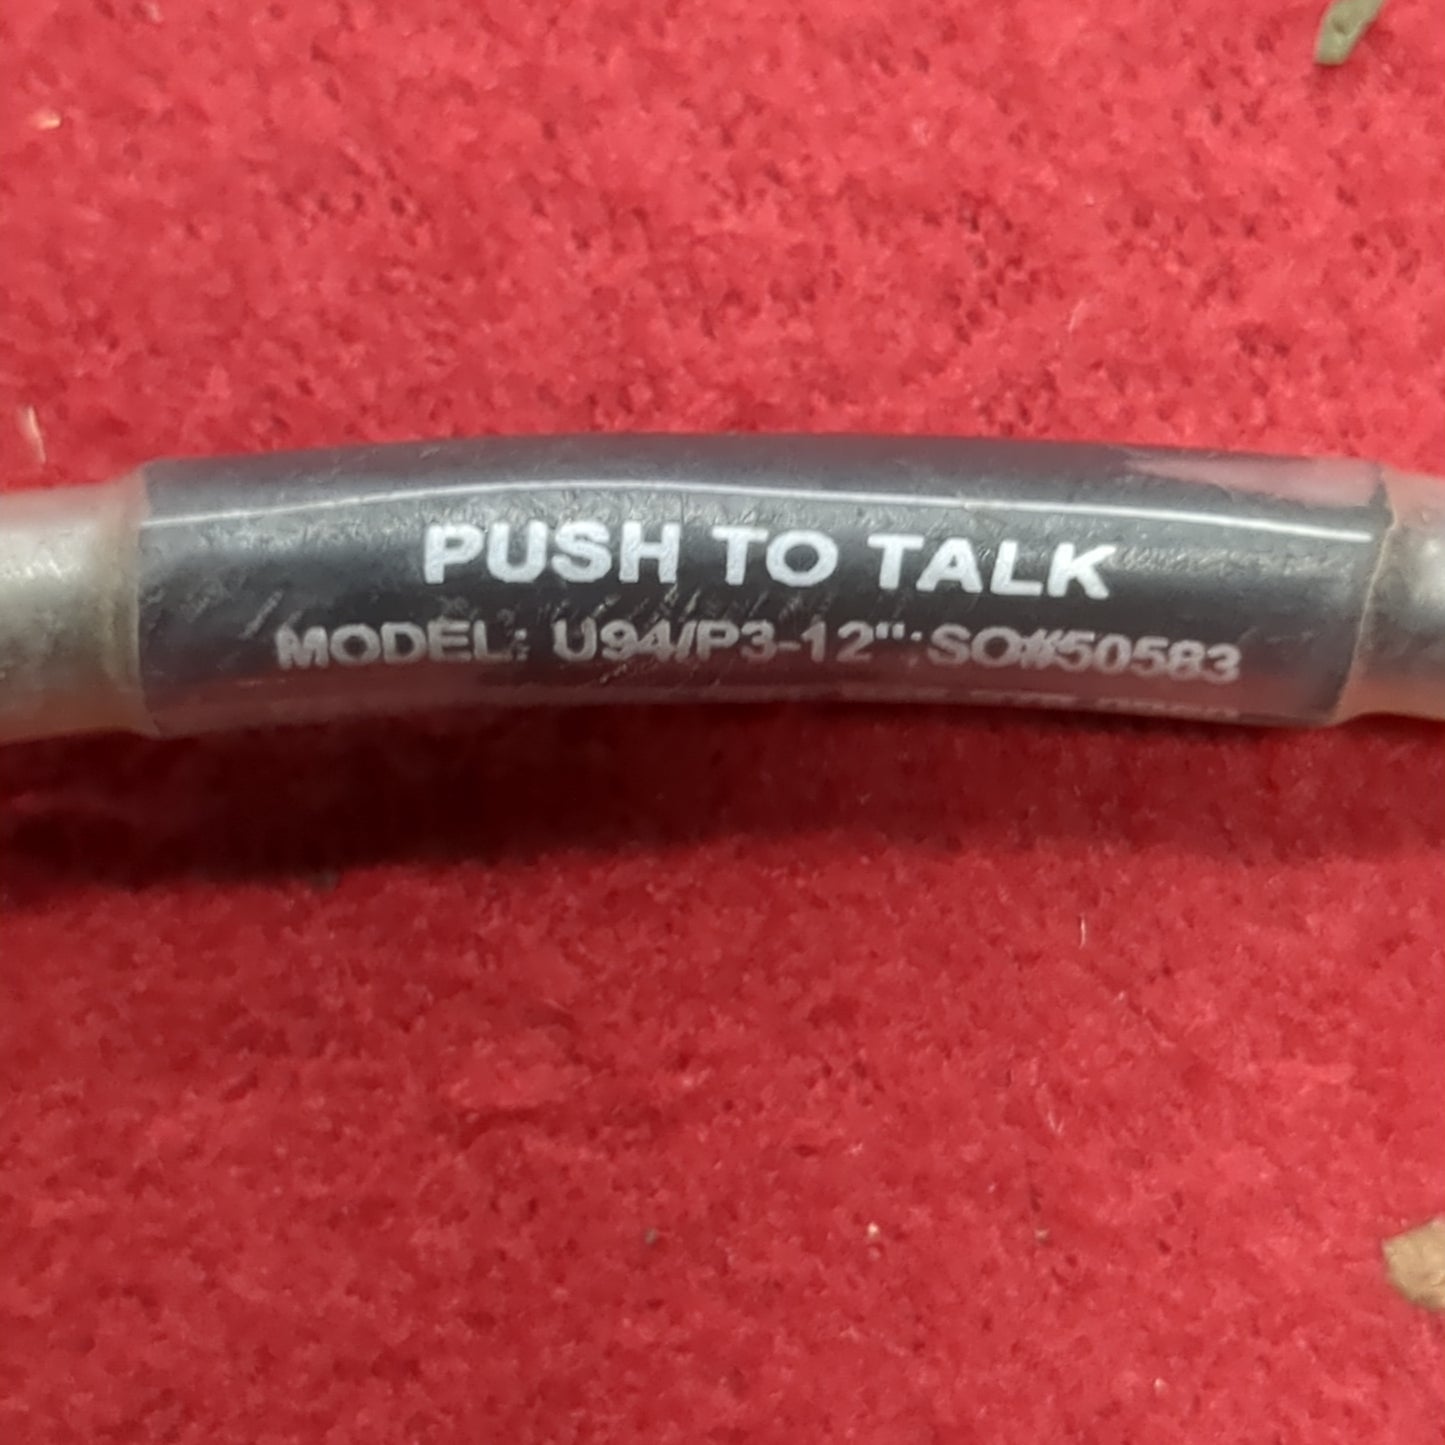 PUSH TO TALK
MODEL: U94/P3-12": SO#50583